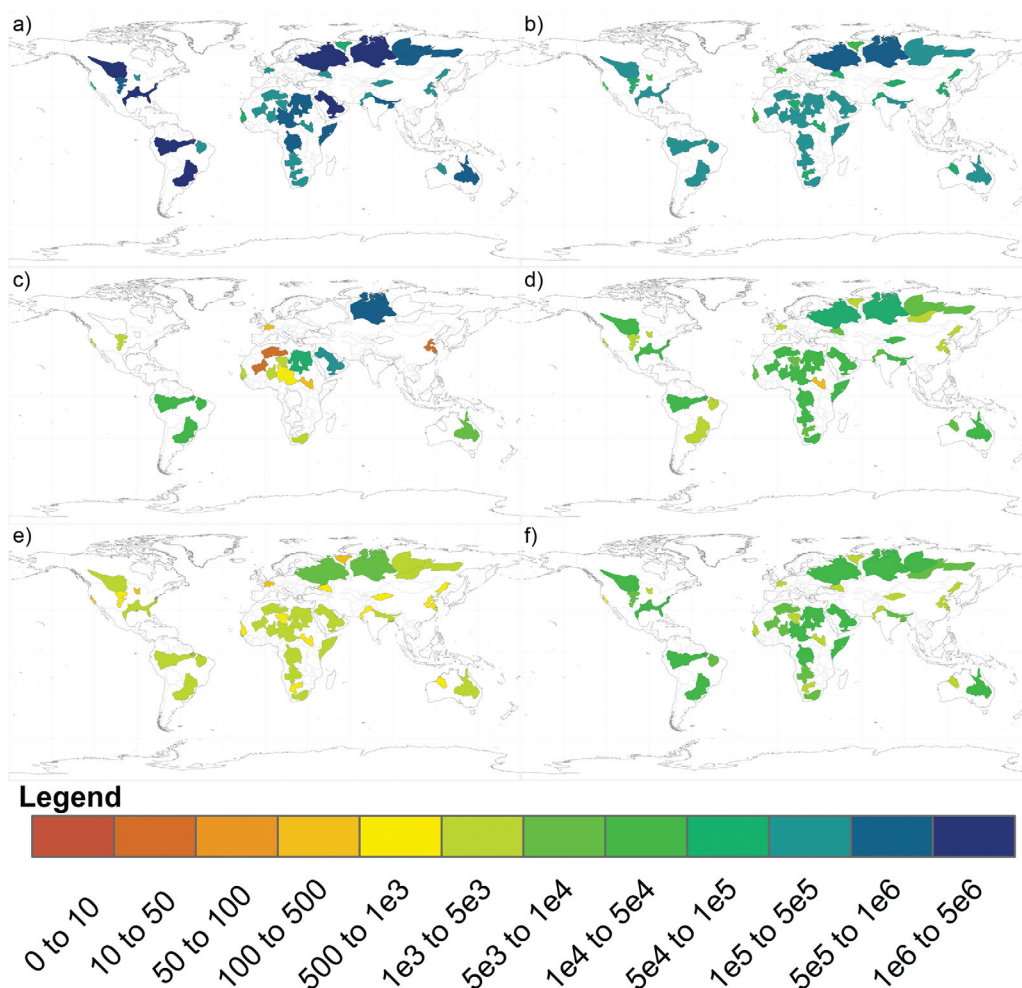 a)
b)
c)
d)
e)
f)
Legend
0 to 10
10 to 50
50 to 100
100 to 500
500 to 1e3
1e3 to 5e3
5e3 to 1e4
1e4 to 5e4
5e4 to 1e5
1e5 to 5e5
5e5 to 1e6
1e6 to 5e6